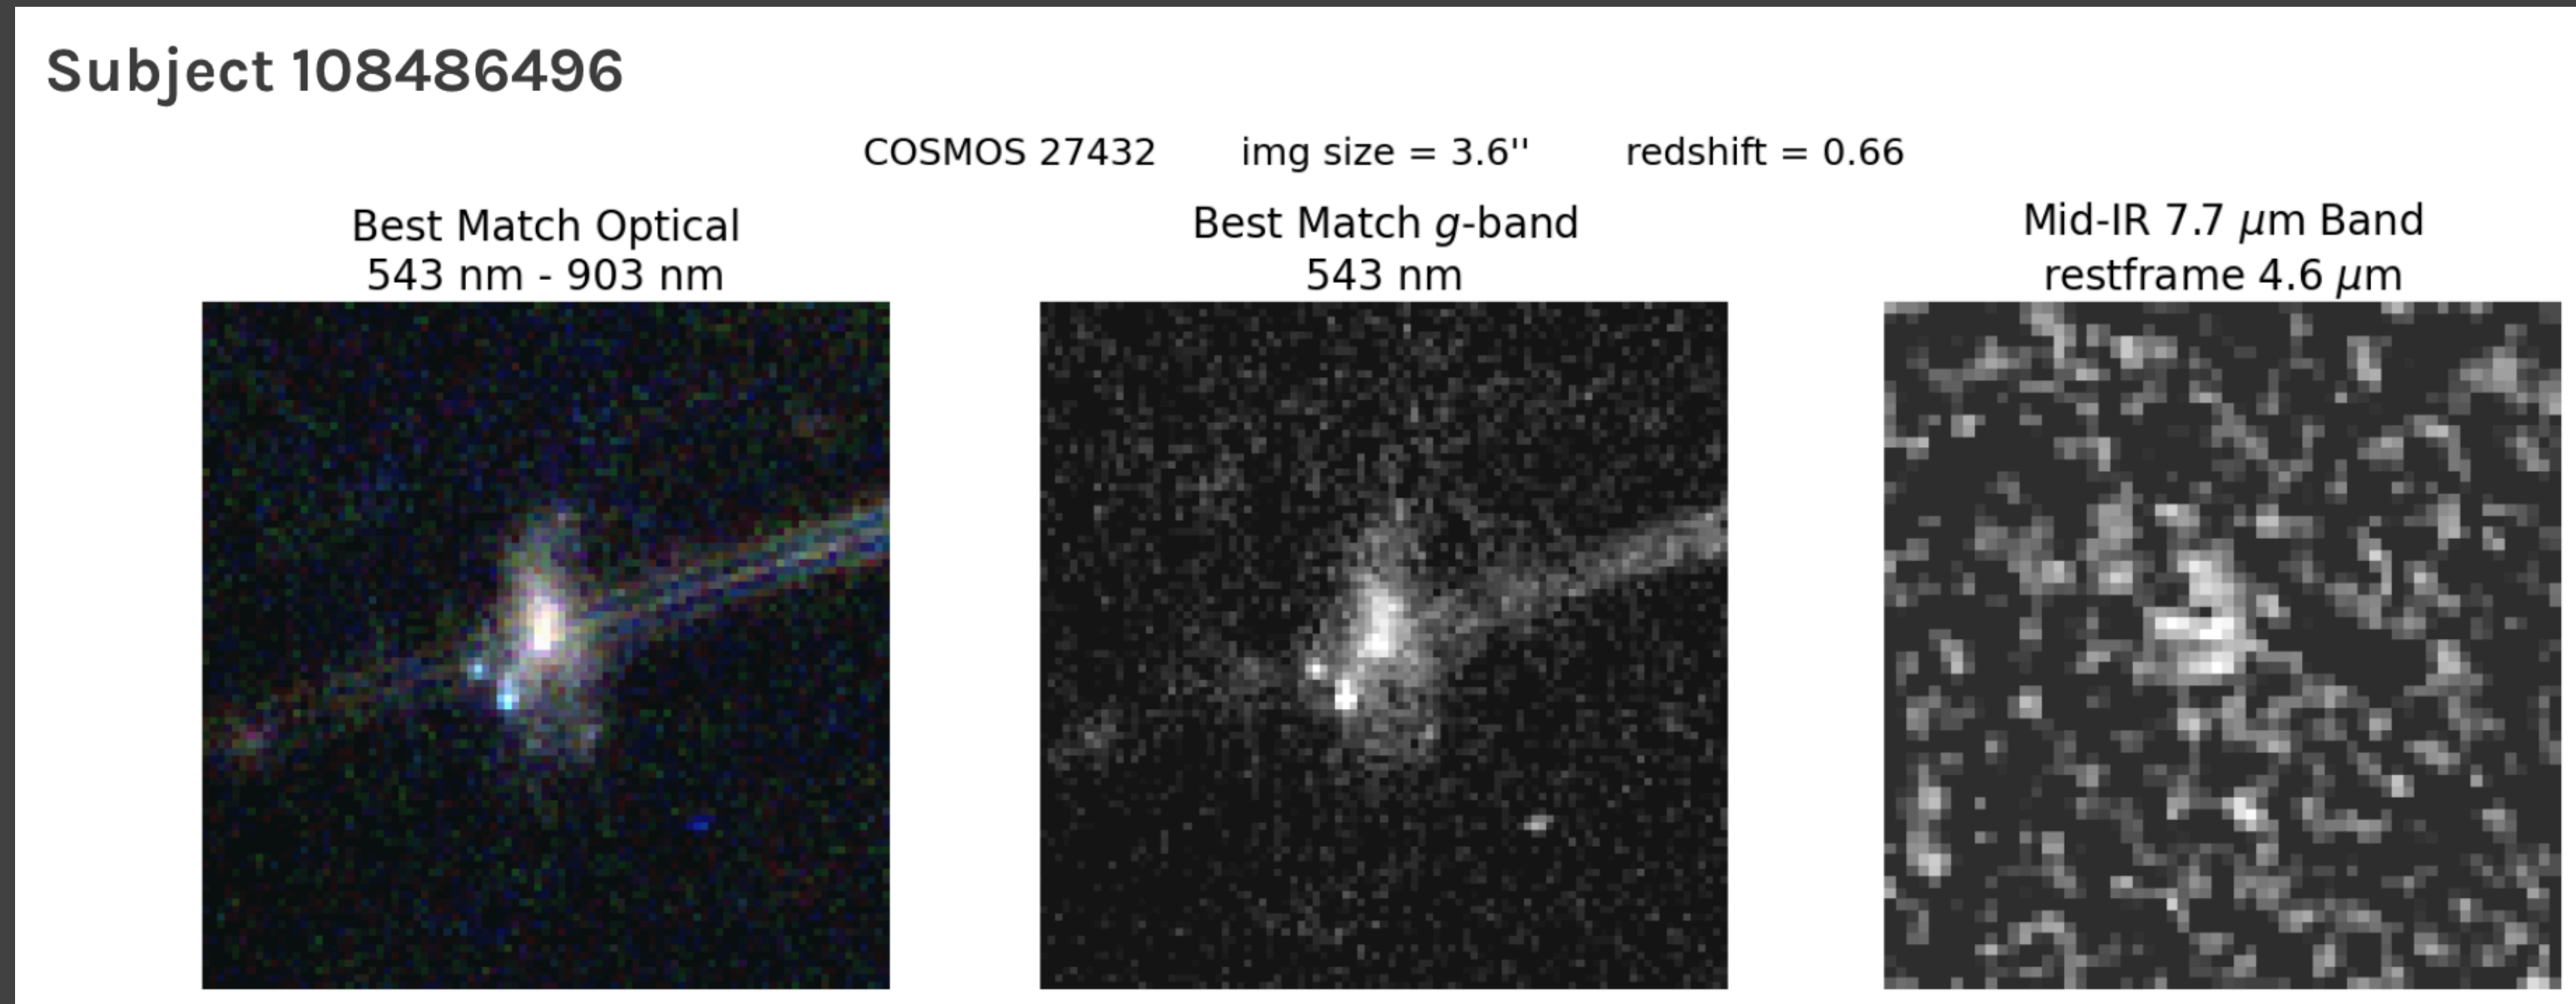 Subject 108486496
COSMOS 27432 img size = 3.6'' redshift = 0.66
Best Match Optical
543 nm - 903 nm
Best Match g-band
543 nm
Mid-IR 7.7 μm Band
restframe 4.6 μm